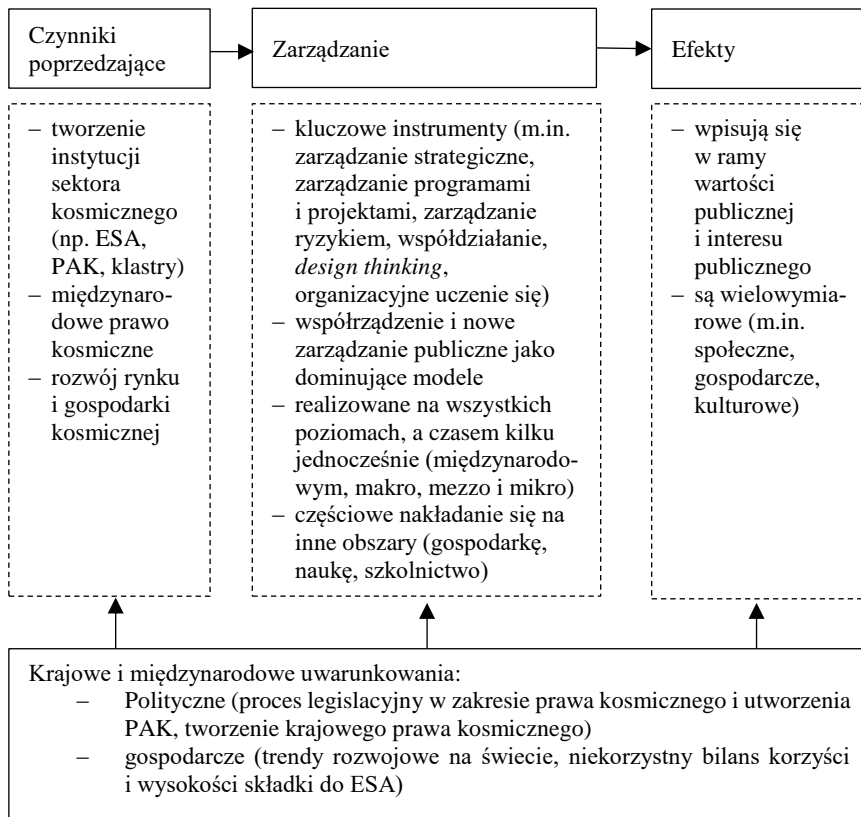 Czynniki
poprzedzające
Zarządzanie
Efekty
– tworzenie
instytucji
sektora
kosmicznego
(np. ESA,
PAK, klastry)
– międzynaro-
dowe prawo
kosmiczne
– rozwój rynku
i gospodarki
kosmicznej
– kluczowe instrumenty (m.in.
zarządzanie strategiczne,
zarządzanie programami
i projektami, zarządzanie
ryzykiem, współdziałanie,
design thinking,
organizacyjne uczenie się)
– współrządzenie i nowe
zarządzanie publiczne jako
dominujące modele
– realizowane na wszystkich
poziomach, a czasem kilku
jednocześnie (międzynarodo-
wym, makro, mezzo i mikro)
– częściowe nakładanie się na
inne obszary (gospodarkę,
naukę, szkolnictwo)
– wpisują się
w ramy
wartości
publicznej
i interesu
publicznego
– są wielowymia-
rowe (m.in.
społeczne,
gospodarcze,
kulturowe)
Krajowe i międzynarodowe uwarunkowania:
– Polityczne (proces legislacyjny w zakresie prawa kosmicznego i utworzenia
PAK, tworzenie krajowego prawa kosmicznego)
– gospodarcze (trendy rozwojowe na świecie, niekorzystny bilans korzyści
i wysokości składki do ESA)